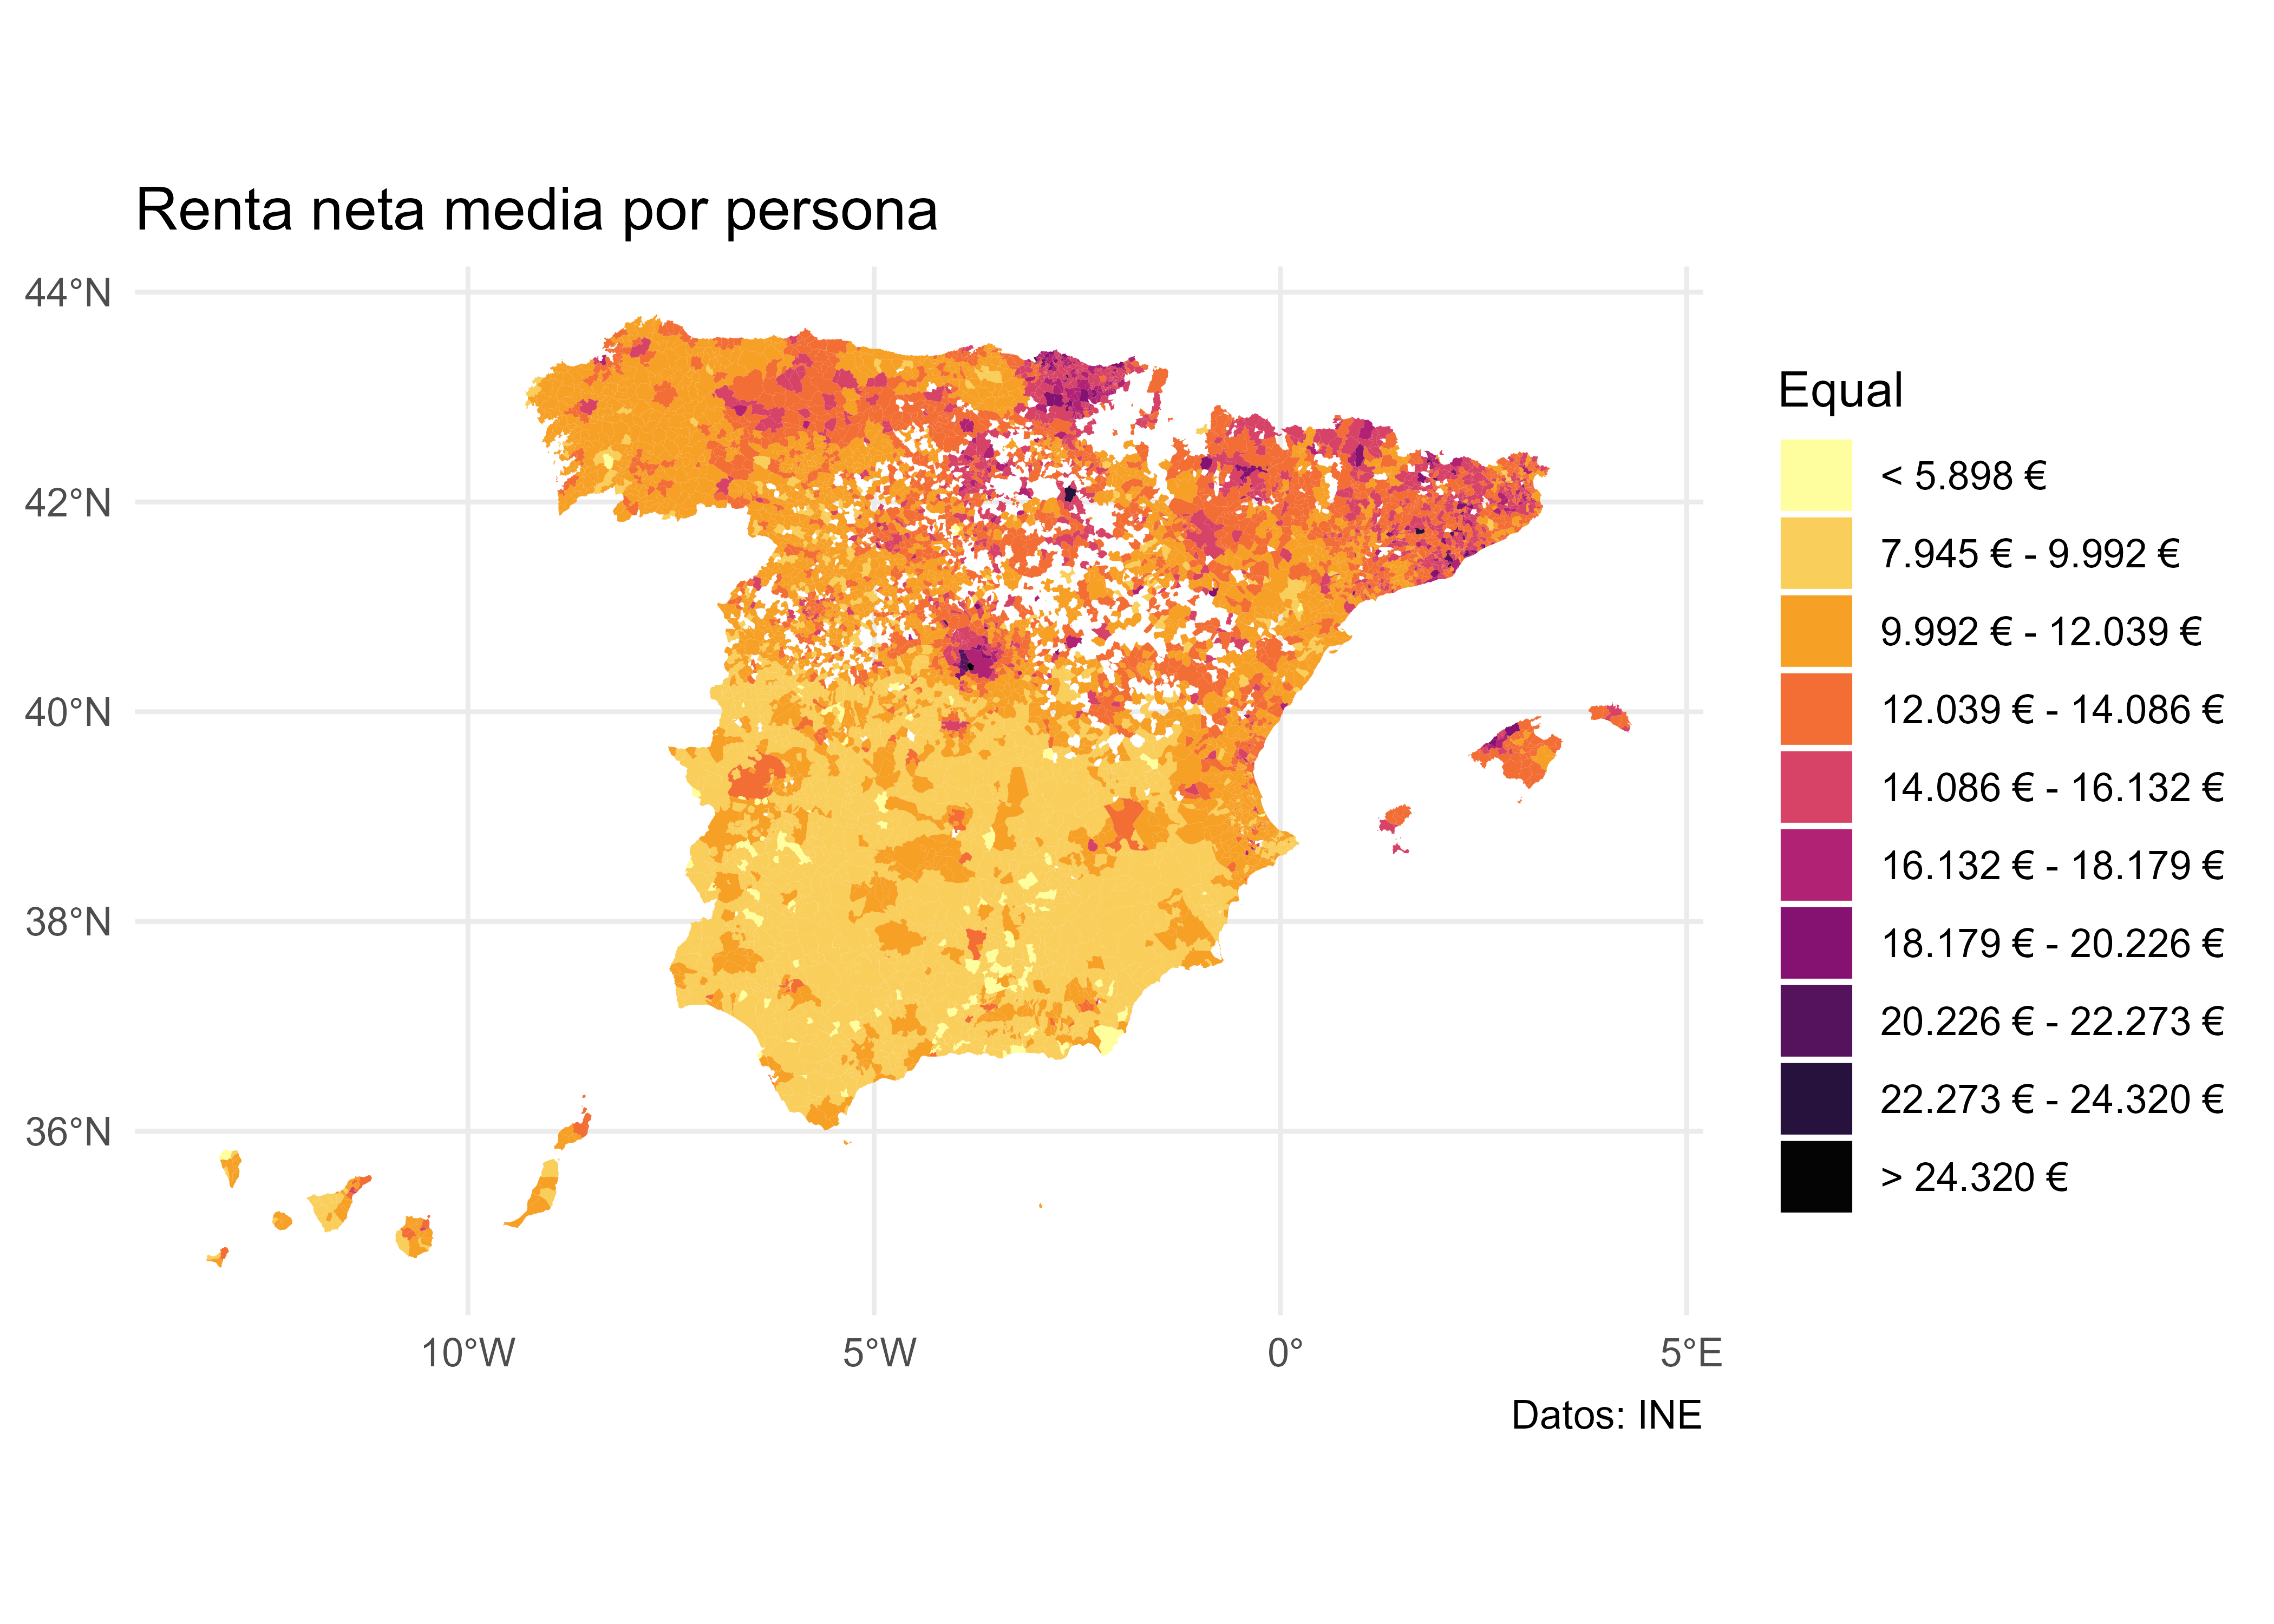 Renta neta media por persona
44°N
42°N
40°N
38°N
36°N
10°W
5°W
0°
5°E
Equal
< 5.898 €
7.945 € - 9.992 €
9.992 € - 12.039 €
12.039 € - 14.086 €
14.086 € - 16.132 €
16.132 € - 18.179 €
18.179 € - 20.226 €
20.226 € - 22.273 €
22.273 € - 24.320 €
> 24.320 €
Datos: INE